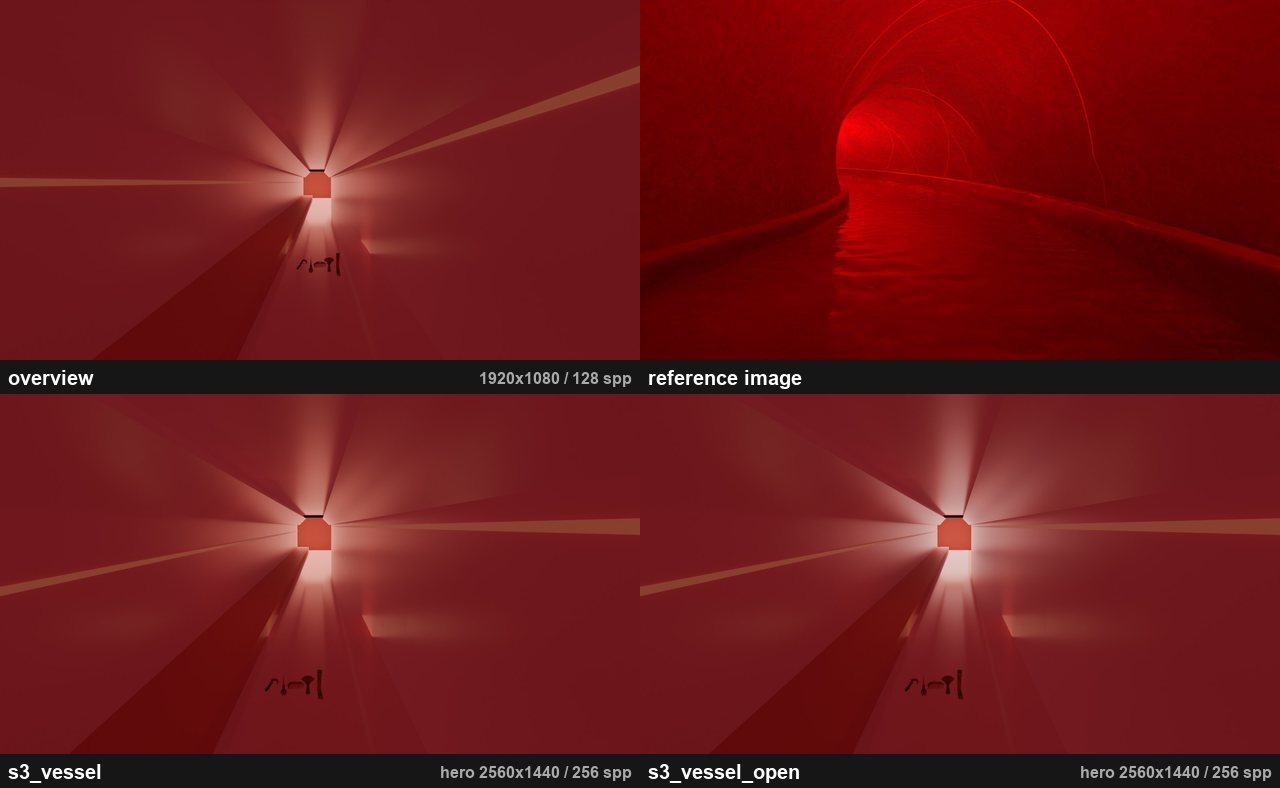 overview
1920x1080 / 128 spp
reference image
s3_vessel
hero 2560x1440 / 256 spp
s3_vessel_open
hero 2560x1440 / 256 spp